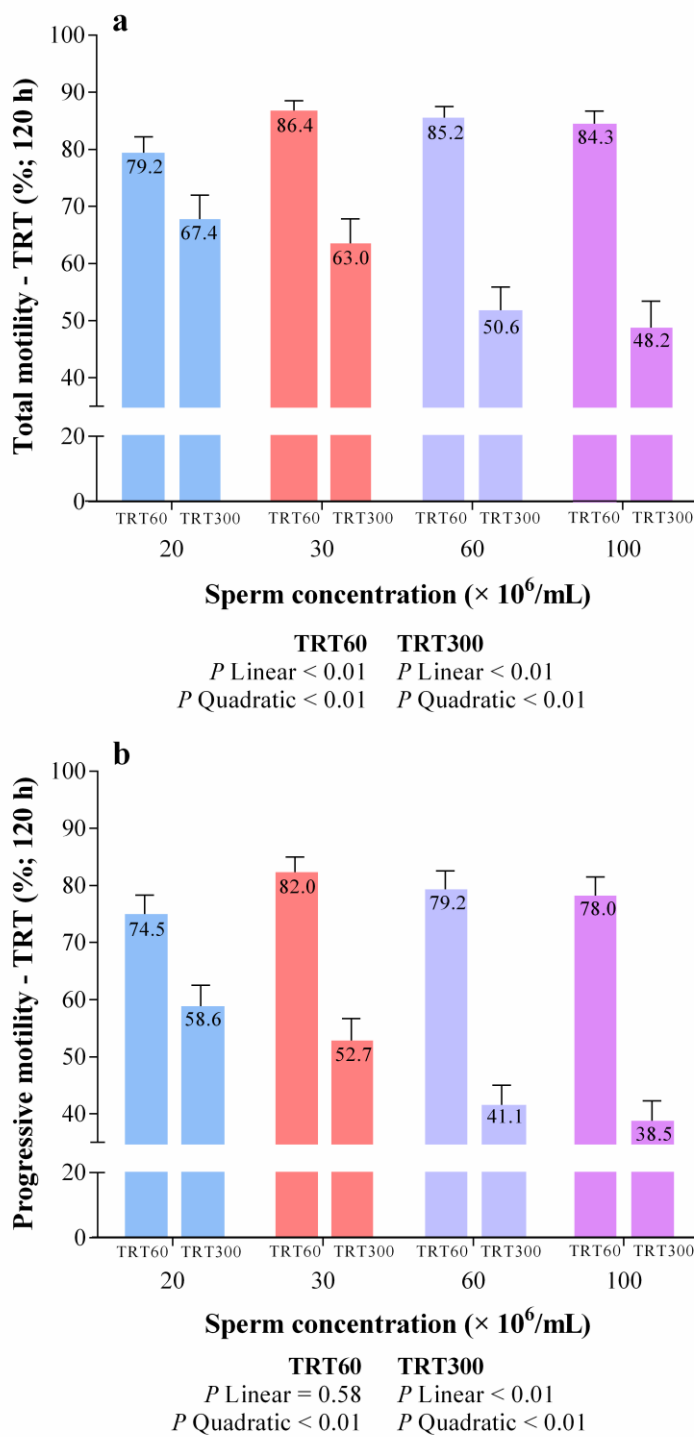 a
Total motility - TRT (%; 120 h)
100
90
80
70
60
50
40
20
0
79.2
67.4
86.4
63.0
85.2
50.6
84.3
48.2
TRT60 TRT300 TRT60 TRT300 TRT60 TRT300 TRT60 TRT300
20 30 60 100
Sperm concentration (× 10⁶/mL)
TRT60 TRT300
P Linear < 0.01 P Linear < 0.01
P Quadratic < 0.01 P Quadratic < 0.01
b
Progressive motility - TRT (%; 120 h)
100
90
80
70
60
50
40
20
0
74.5
58.6
82.0
52.7
79.2
41.1
78.0
38.5
TRT60 TRT300 TRT60 TRT300 TRT60 TRT300 TRT60 TRT300
20 30 60 100
Sperm concentration (× 10⁶/mL)
TRT60 TRT300
P Linear = 0.58 P Linear < 0.01
P Quadratic < 0.01 P Quadratic < 0.01